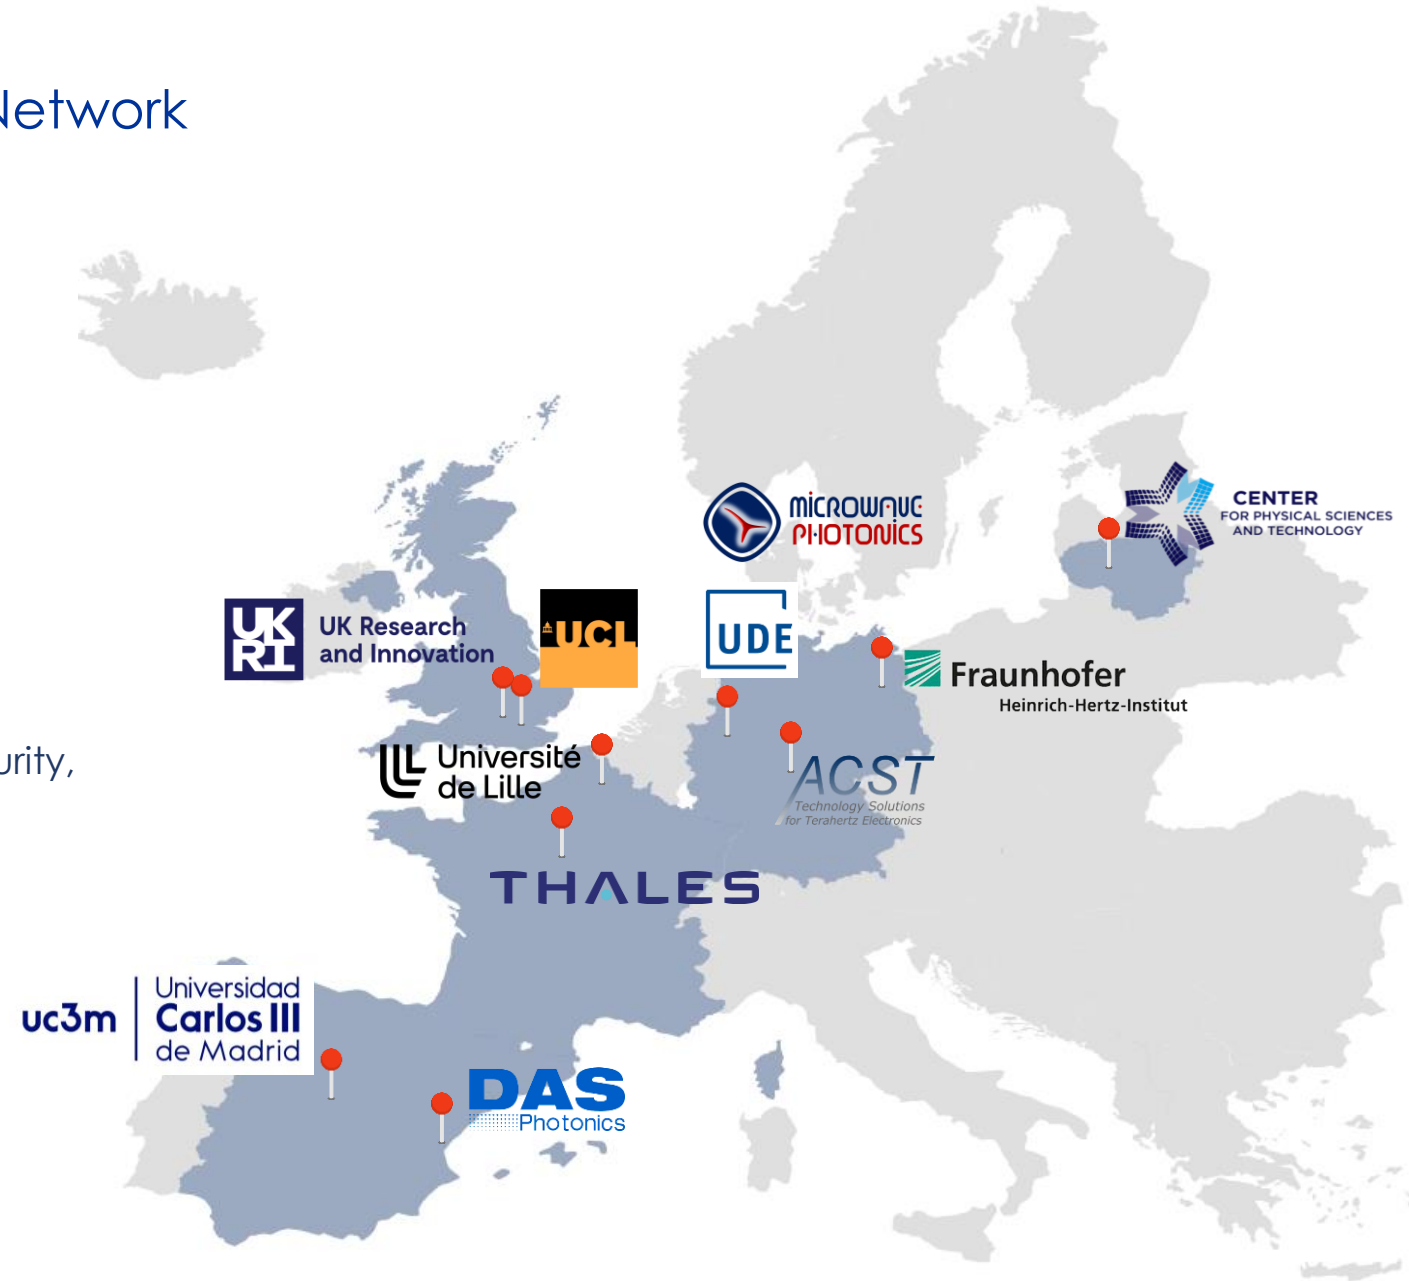 Network
MICROWAVE
PHOTONICS
CENTER
FOR PHYSICAL SCIENCES
AND TECHNOLOGY
UK
RI
UK Research
and Innovation
UCL
UDE
Fraunhofer
Heinrich-Hertz-Institut
Université
de Lille
urity,
ACST
Technology Solutions
for Terahertz Electronics
THALES
uc3m
Universidad
Carlos III
de Madrid
DAS
Photonics